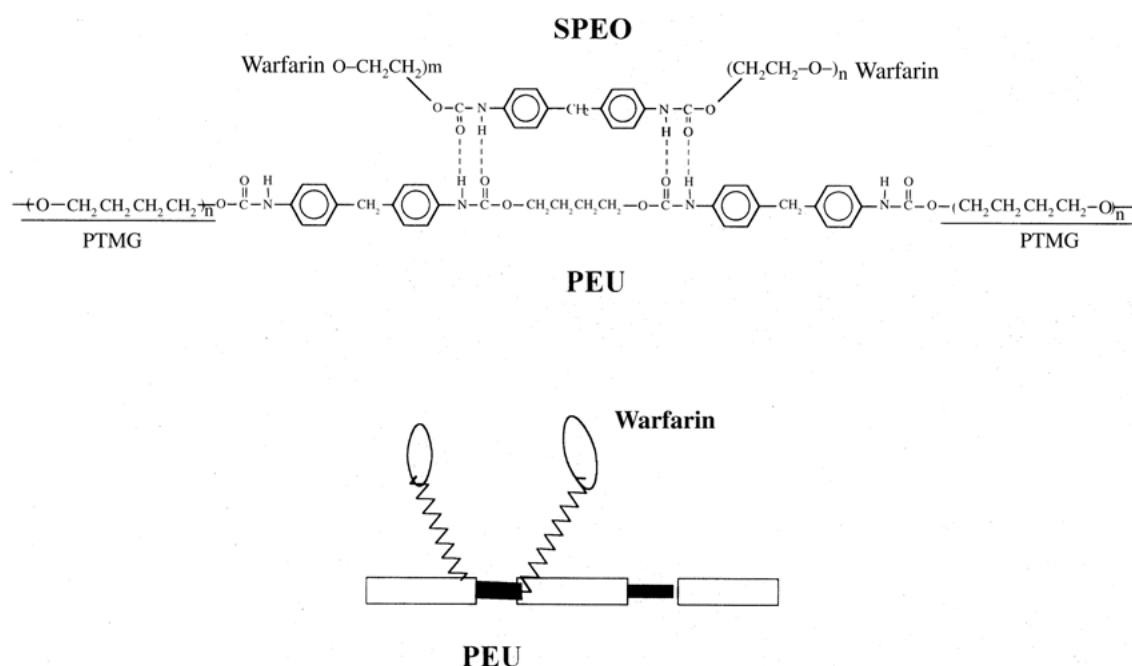 SPEO
Warfarin O–CH₂CH₂)m
(CH₂CH₂–O–)n Warfarin
O–C–N –CH₂ –N–C–O
O H H O
H O O H
O H H O O H H O
(O–CH₂CH₂CH₂CH₂)n O–C–N –CH₂– N–C–O–CH₂CH₂CH₂CH₂–O–C–N –CH₂– N–C–O–(CH₂CH₂CH₂CH₂–O)n
PTMG
PTMG
PEU
Warfarin
PEU